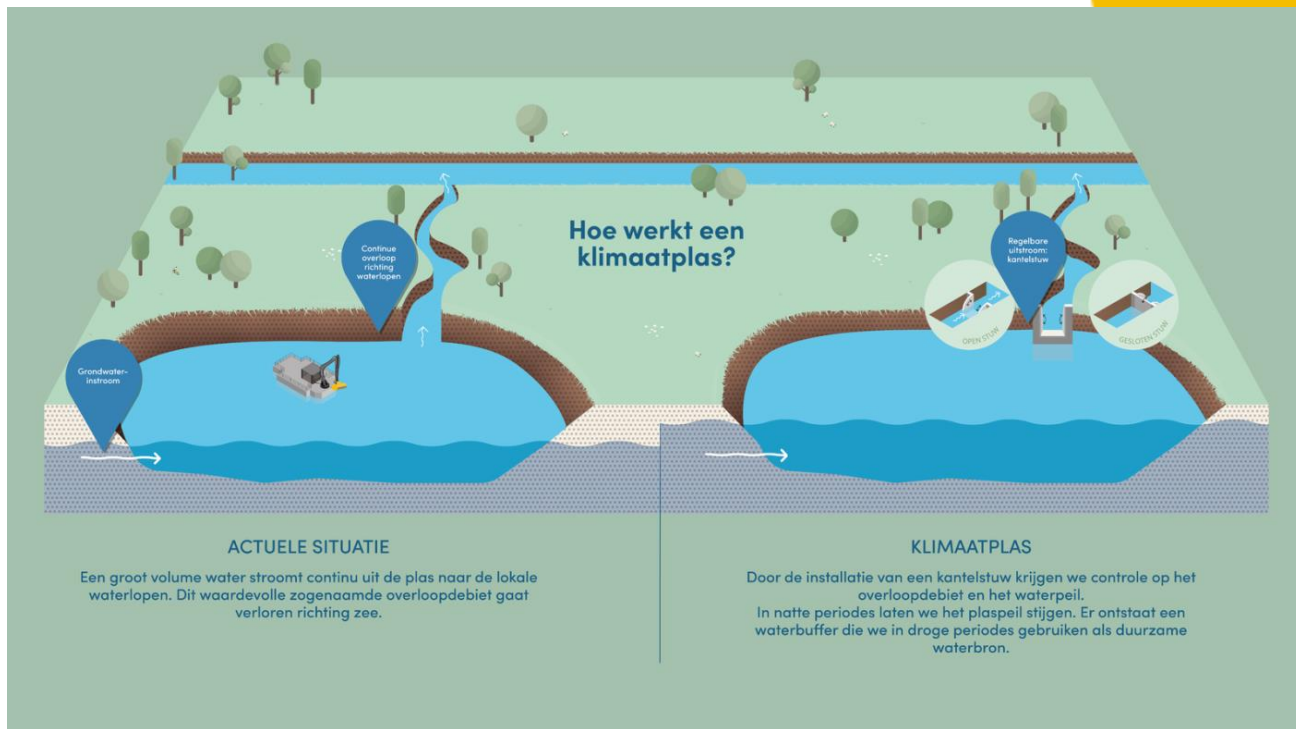 Hoe werkt een
klimaatplas?
Continue
overloop
richting
waterlopen
Regelbare
uitstroom:
kantelstuw
OPEN STUW
GESLOTEN STUW
Grondwater-
instroom
ACTUELE SITUATIE
Een groot volume water stroomt continu uit de plas naar de lokale
waterlopen. Dit waardevolle zogenaamde overloopdebiet gaat
verloren richting zee.
KLIMAATPLAS
Door de installatie van een kantelstuw krijgen we controle op het
overloopdebiet en het waterpeil.
In natte periodes laten we het plaspeil stijgen. Er ontstaat een
waterbuffer die we in droge periodes gebruiken als duurzame
waterbron.